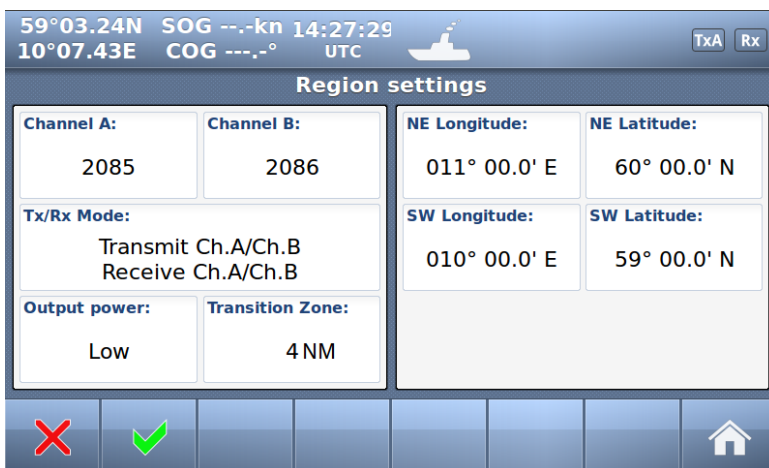 59°03.24N SOG --.-kn 14:27:29
10°07.43E COG ---.-° UTC
TxA Rx
Region settings
Channel A: Channel B:
2085 2086
Tx/Rx Mode:
Transmit Ch.A/Ch.B
Receive Ch.A/Ch.B
Output power: Transition Zone:
Low 4 NM
NE Longitude: NE Latitude:
011° 00.0' E 60° 00.0' N
SW Longitude: SW Latitude:
010° 00.0' E 59° 00.0' N